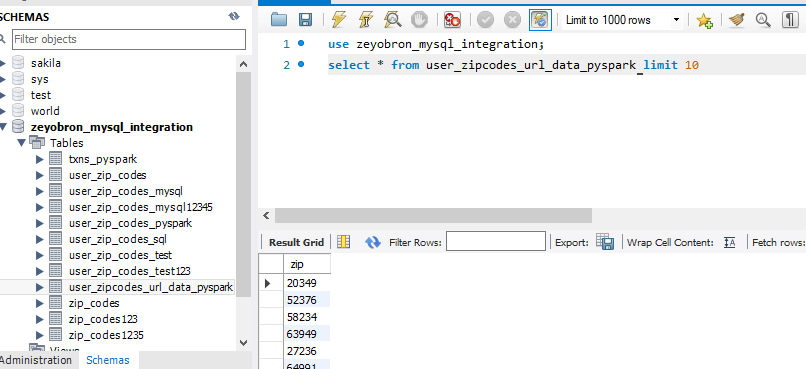 SCHEMAS
Filter objects
sakila
sys
test
world
zeyobron_mysql_integration
Tables
txns_pyspark
user_zip_codes
user_zip_codes_mysql
user_zip_codes_mysql12345
user_zip_codes_pyspark
user_zip_codes_sql
user_zip_codes_test
user_zip_codes_test123
user_zipcodes_url_data_pyspark
zip_codes
zip_codes123
zip_codes1235
Views
Administration Schemas
Limit to 1000 rows
1 use zeyobron_mysql_integration;
2 select * from user_zipcodes_url_data_pyspark limit 10
Result Grid Filter Rows: Export: Wrap Cell Content: Fetch rows:
zip
20349
52376
58234
63949
27236
64991